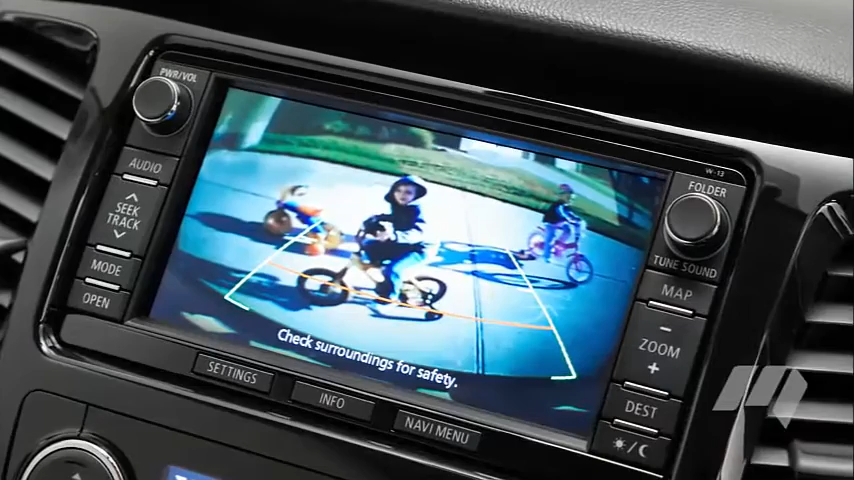 PWR/VOL
AUDIO
SEEK
TRACK
MODE
OPEN
W-13
FOLDER
TUNE SOUND
MAP
ZOOM
DEST
Check surroundings for safety.
SETTINGS
INFO
NAVI MENU